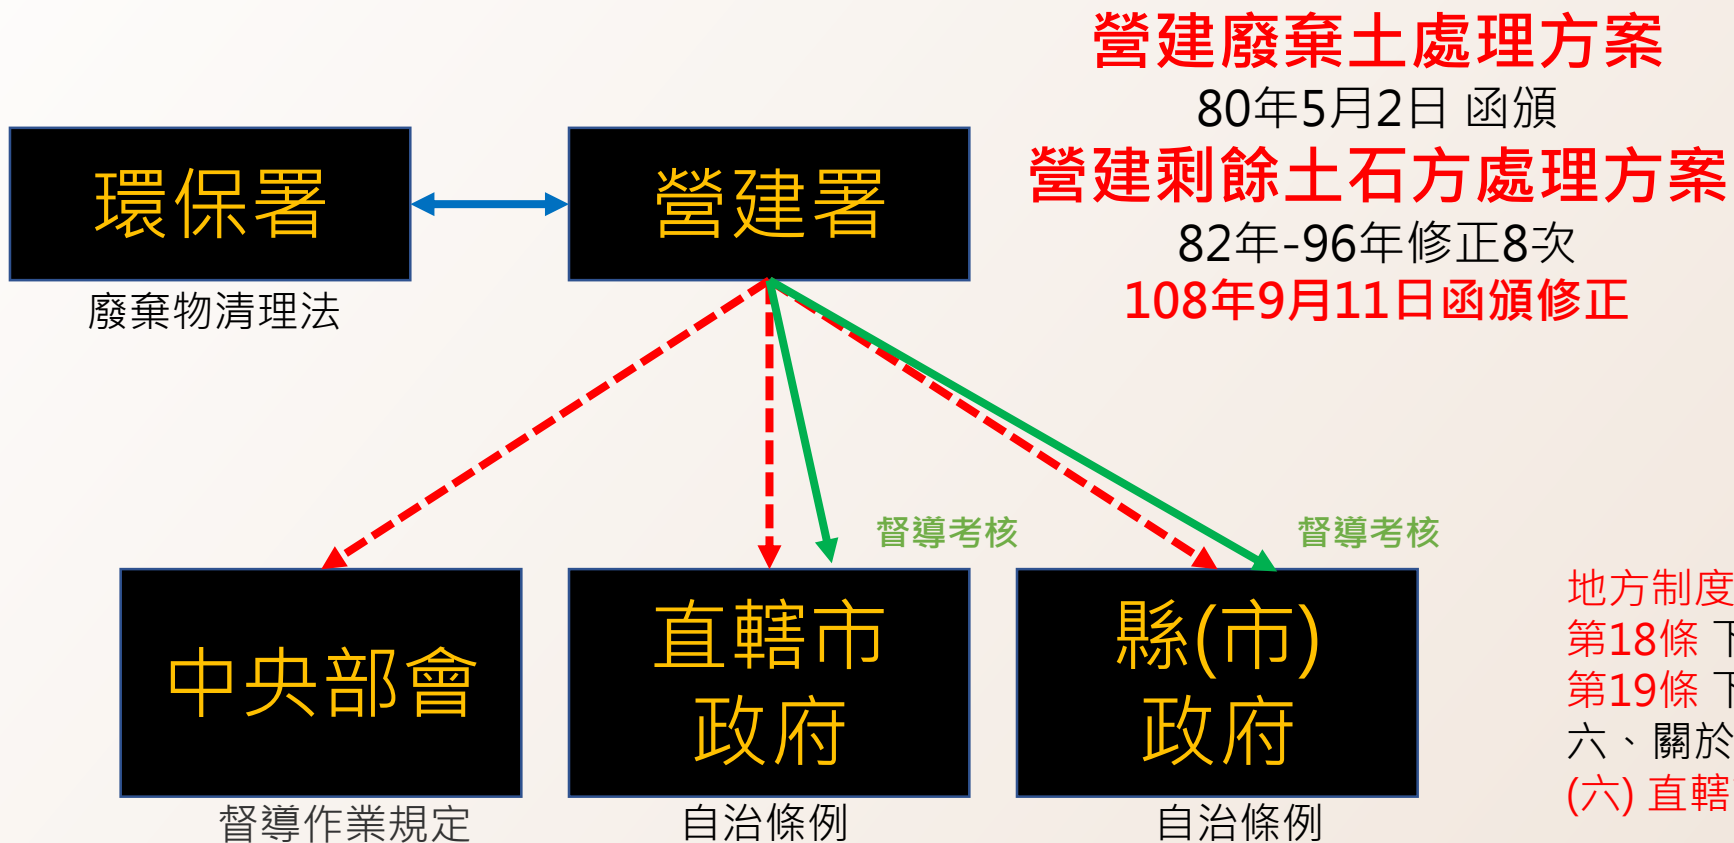 營建廢棄土處理方案
80年5月2日 函頒
營建剩餘土石方處理方案
82年-96年修正8次
108年9月11日函頒修正
環保署
營建署
廢棄物清理法
督導考核
督導考核
中央部會
直轄市
政府
縣(市)
政府
督導作業規定
自治條例
自治條例
地方制度
第18條
第19條
六、關於
(六) 直轄